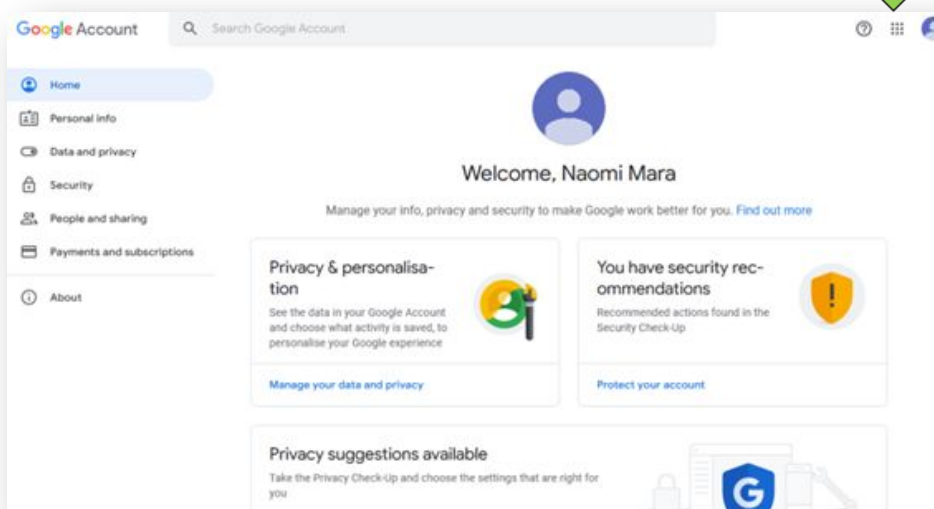 Google Account
Search Google Account
Home
Personal info
Data and privacy
Security
People and sharing
Payments and subscriptions
About
Welcome, Naomi Mara
Manage your info, privacy and security to make Google work better for you. Find out more
Privacy & personalisa-
tion
See the data in your Google Account
and choose what activity is saved, to
personalise your Google experience
Manage your data and privacy
You have security rec-
ommendations
Recommended actions found in the
Security Check-Up
Protect your account
Privacy suggestions available
Take the Privacy Check-Up and choose the settings that are right for
you